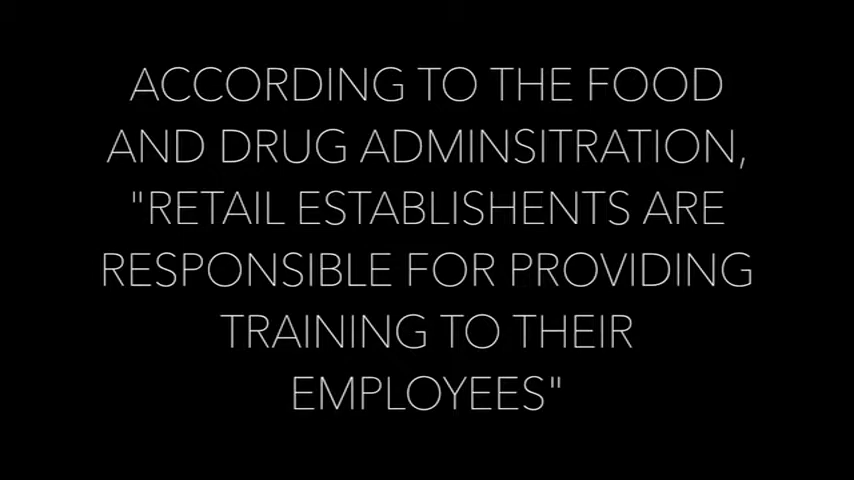 ACCORDING TO THE FOOD
AND DRUG ADMINSITRATION,
"RETAIL ESTABLISHENTS ARE
RESPONSIBLE FOR PROVIDING
TRAINING TO THEIR
EMPLOYEES"